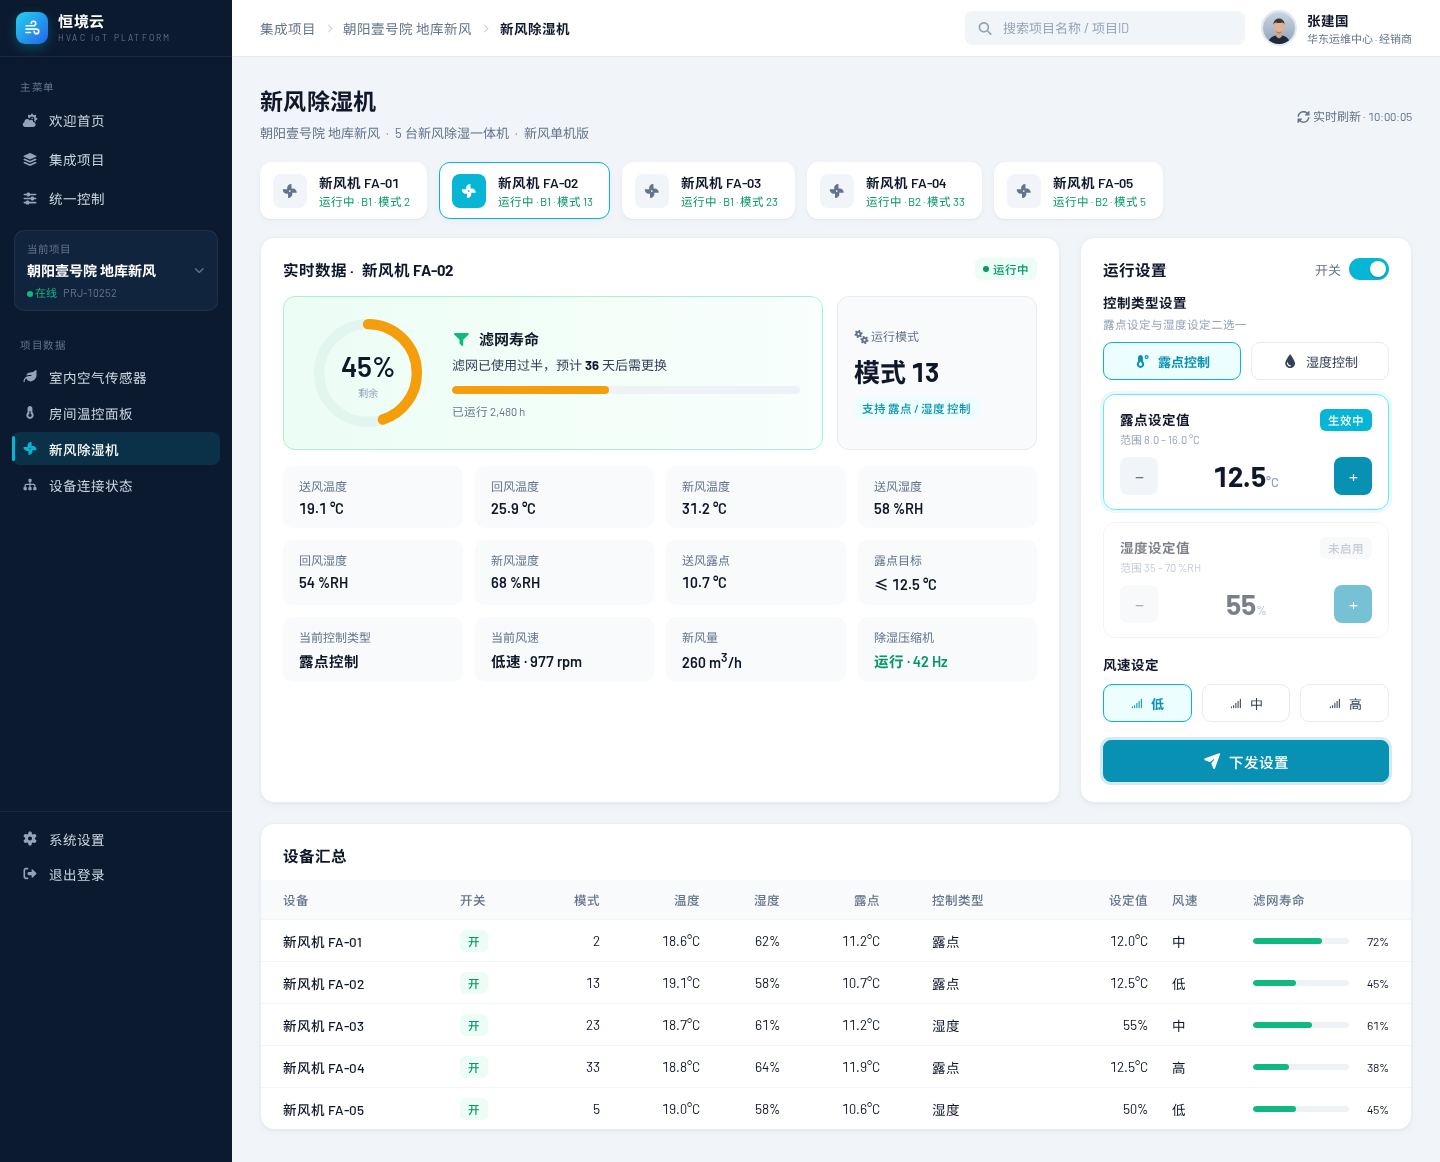 恒境云
HVAC IoT PLATFORM
主菜单
欢迎首页
集成项目
统一控制
当前项目
朝阳壹号院 地库新风
在线 PRJ-10252
项目数据
室内空气传感器
房间温控面板
新风除湿机
设备连接状态
系统设置
退出登录
集成项目 > 朝阳壹号院 地库新风 > 新风除湿机
搜索项目名称 / 项目ID
张建国
华东运维中心 · 经销商
新风除湿机
朝阳壹号院 地库新风 · 5 台新风除湿一体机 · 新风单机版
实时刷新 · 10:00:05
新风机 FA-01
运行中 · B1 · 模式 2
新风机 FA-02
运行中 · B1 · 模式 13
新风机 FA-03
运行中 · B1 · 模式 23
新风机 FA-04
运行中 · B2 · 模式 33
新风机 FA-05
运行中 · B2 · 模式 5
实时数据 · 新风机 FA-02
运行中
45%
剩余
滤网寿命
滤网已使用过半，预计 36 天后需更换
已运行 2,480 h
运行模式
模式 13
支持 露点 / 湿度 控制
送风温度
19.1 °C
回风温度
25.9 °C
新风温度
31.2 °C
送风湿度
58 %RH
回风湿度
54 %RH
新风湿度
68 %RH
送风露点
10.7 °C
露点目标
≤ 12.5 °C
当前控制类型
露点控制
当前风速
低速 · 977 rpm
新风量
260 m³/h
除湿压缩机
运行 · 42 Hz
运行设置
开关
控制类型设置
露点设定与湿度设定二选一
露点控制
湿度控制
露点设定值
生效中
范围 8.0 – 16.0 °C
− 12.5 °C +
湿度设定值
未启用
范围 35 – 70 %RH
− 55 % +
风速设定
低
中
高
下发设置
设备汇总
设备 开关 模式 温度 湿度 露点 控制类型 设定值 风速 滤网寿命
新风机 FA-01 开 2 18.6°C 62% 11.2°C 露点 12.0°C 中 72%
新风机 FA-02 开 13 19.1°C 58% 10.7°C 露点 12.5°C 低 45%
新风机 FA-03 开 23 18.7°C 61% 11.2°C 湿度 55% 中 61%
新风机 FA-04 开 33 18.8°C 64% 11.9°C 露点 12.5°C 高 38%
新风机 FA-05 开 5 19.0°C 58% 10.6°C 湿度 50% 低 45%